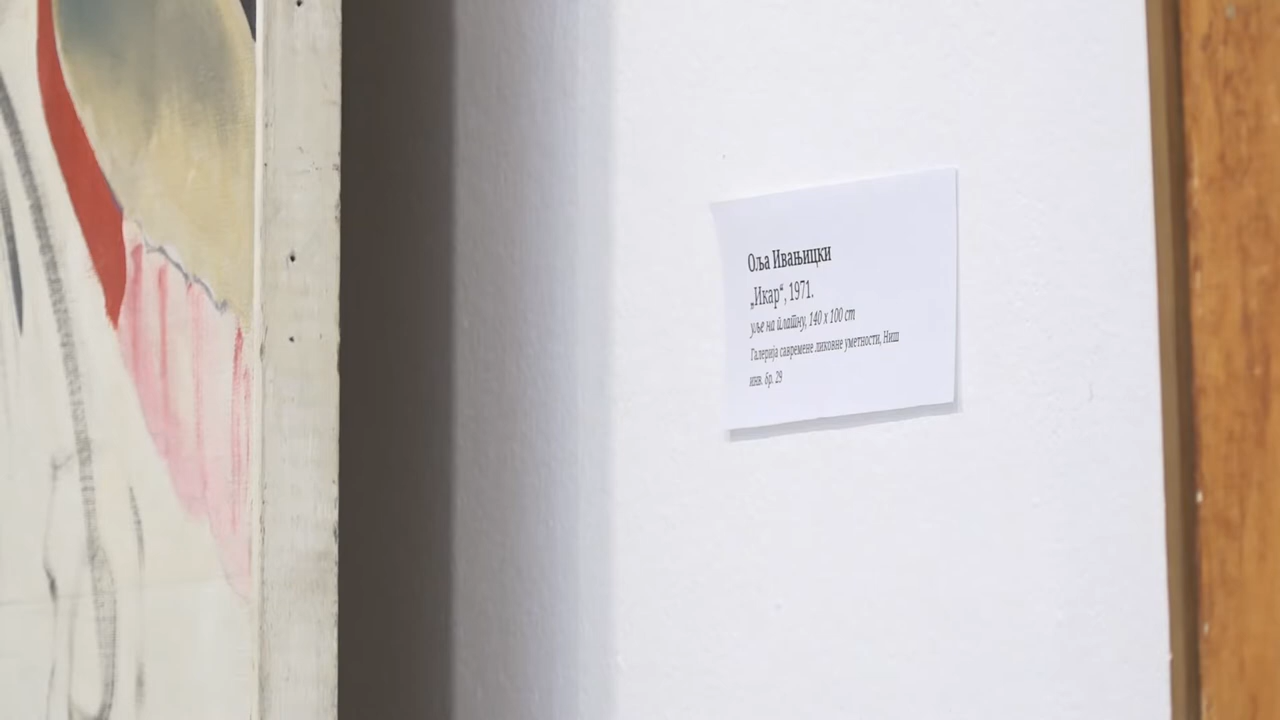 Оља Ивањицки
„Икар“, 1971.
уље на платну, 140 x 100 cm
Галерија савремене ликовне уметности, Ниш
инв. бр. 29